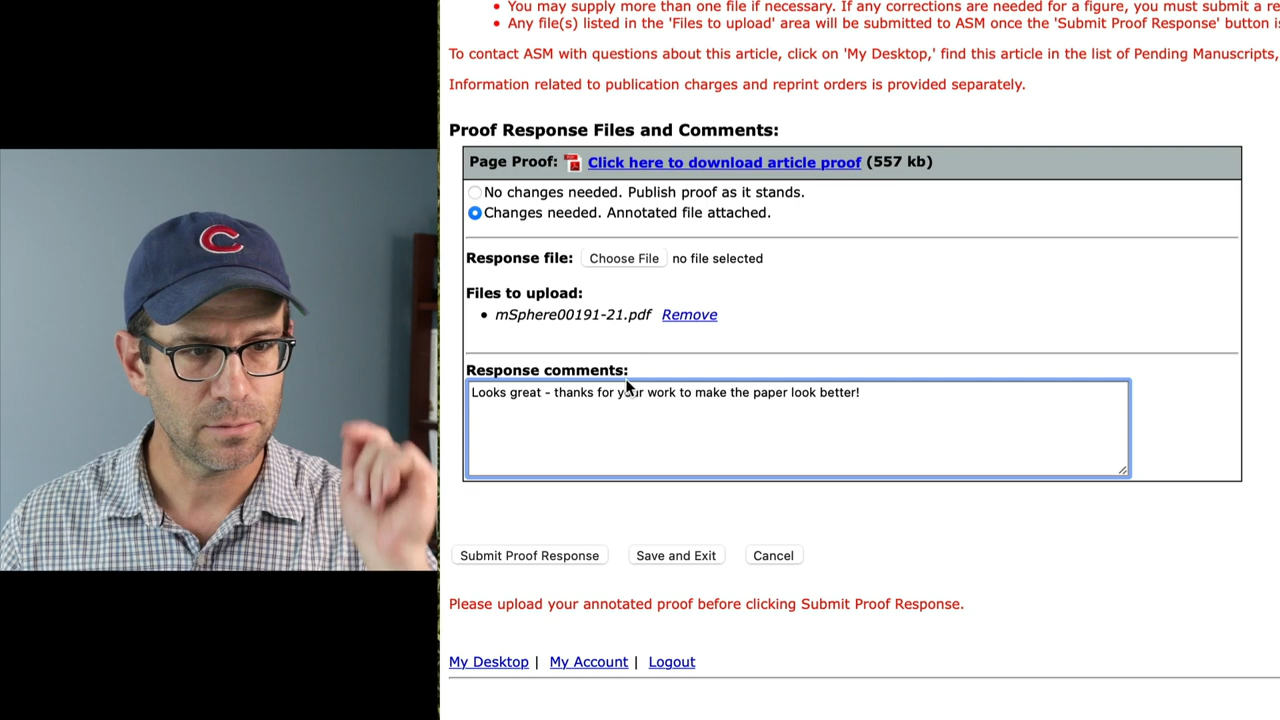 You may supply more than one file if necessary. If any corrections are needed for a figure, you must submit a re
Any file(s) listed in the 'Files to upload' area will be submitted to ASM once the 'Submit Proof Response' button is
To contact ASM with questions about this article, click on 'My Desktop,' find this article in the list of Pending Manuscripts,
Information related to publication charges and reprint orders is provided separately.
Proof Response Files and Comments:
Page Proof: Click here to download article proof (557 kb)
No changes needed. Publish proof as it stands.
Changes needed. Annotated file attached.
Response file: Choose File no file selected
Files to upload:
• mSphere00191-21.pdf Remove
Response comments:
Looks great - thanks for your work to make the paper look better!
Submit Proof Response Save and Exit Cancel
Please upload your annotated proof before clicking Submit Proof Response.
My Desktop | My Account | Logout
C